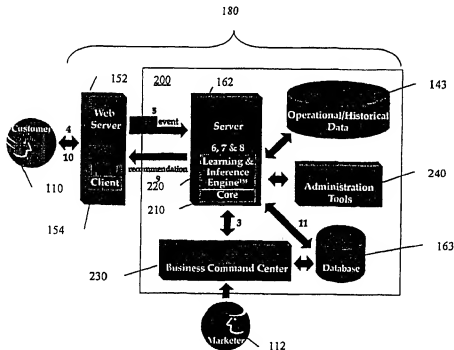 180
152
200
162
143
Web
Server
Client
5
event
recommendation
9
Server
6, 7 & 8
Learning &
Inference
Engine™
Core
Operational/Historical
Data
Customer
4
10
110
154
220
210
240
Administration
Tools
3
11
230
Business Command Center
Database
163
Marketer
112